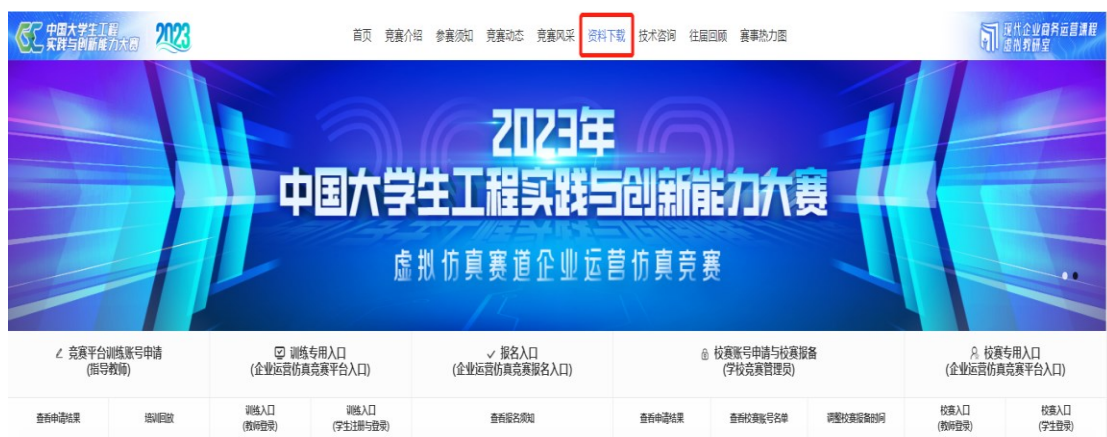 中国大学生工程
实践与创新能力大赛
2023
首页 竞赛介绍 参赛须知 竞赛动态 竞赛风采 资料下载 技术咨询 往届回顾 赛事热力图
现代企业商务运营课程
虚拟教研室
2023年
中国大学生工程实践与创新能力大赛
虚拟仿真赛道企业运营仿真竞赛
竞赛平台训练账号申请
(指导教师)
训练专用入口
(企业运营仿真竞赛平台入口)
报名入口
(企业运营仿真竞赛报名入口)
校赛账号申请与校赛报备
(学校竞赛管理员)
校赛专用入口
(企业运营仿真竞赛平台入口)
查看申请结果
培训回放
训练入口
(教师登录)
训练入口
(学生注册与登录)
查看报名须知
查看申请结果
查看校赛账号名单
调整校赛报备时间
校赛入口
(教师登录)
校赛入口
(学生登录)